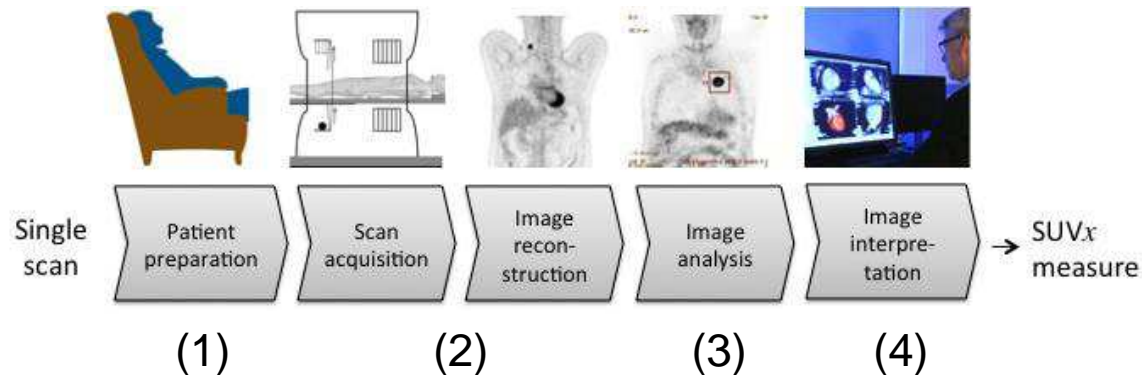 Single
scan
Patient
preparation
Scan
acquisition
Image
recon-
struction
Image
analysis
Image
interpre-
tation
SUVx
measure
(1)
(2)
(3)
(4)